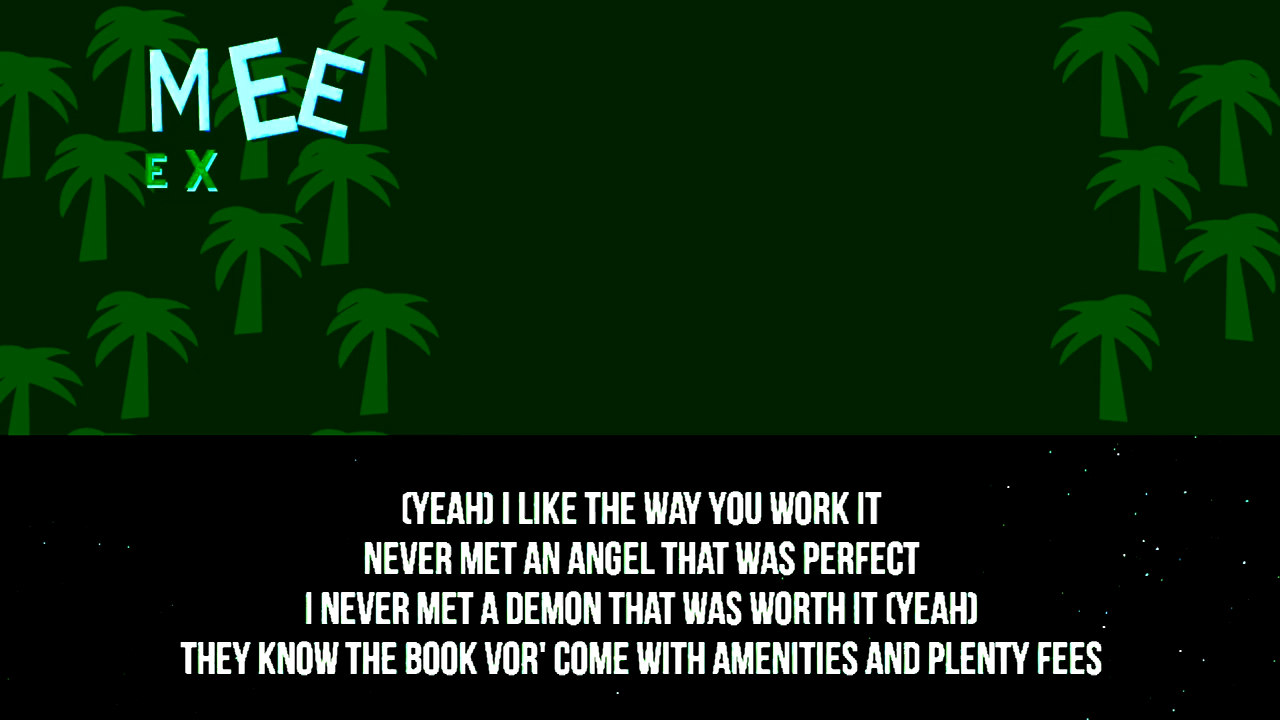 MEE
EX
(YEAH) I LIKE THE WAY YOU WORK IT
NEVER MET AN ANGEL THAT WAS PERFECT
I NEVER MET A DEMON THAT WAS WORTH IT (YEAH)
THEY KNOW THE BOOK VOR' COME WITH AMENITIES AND PLENTY FEES